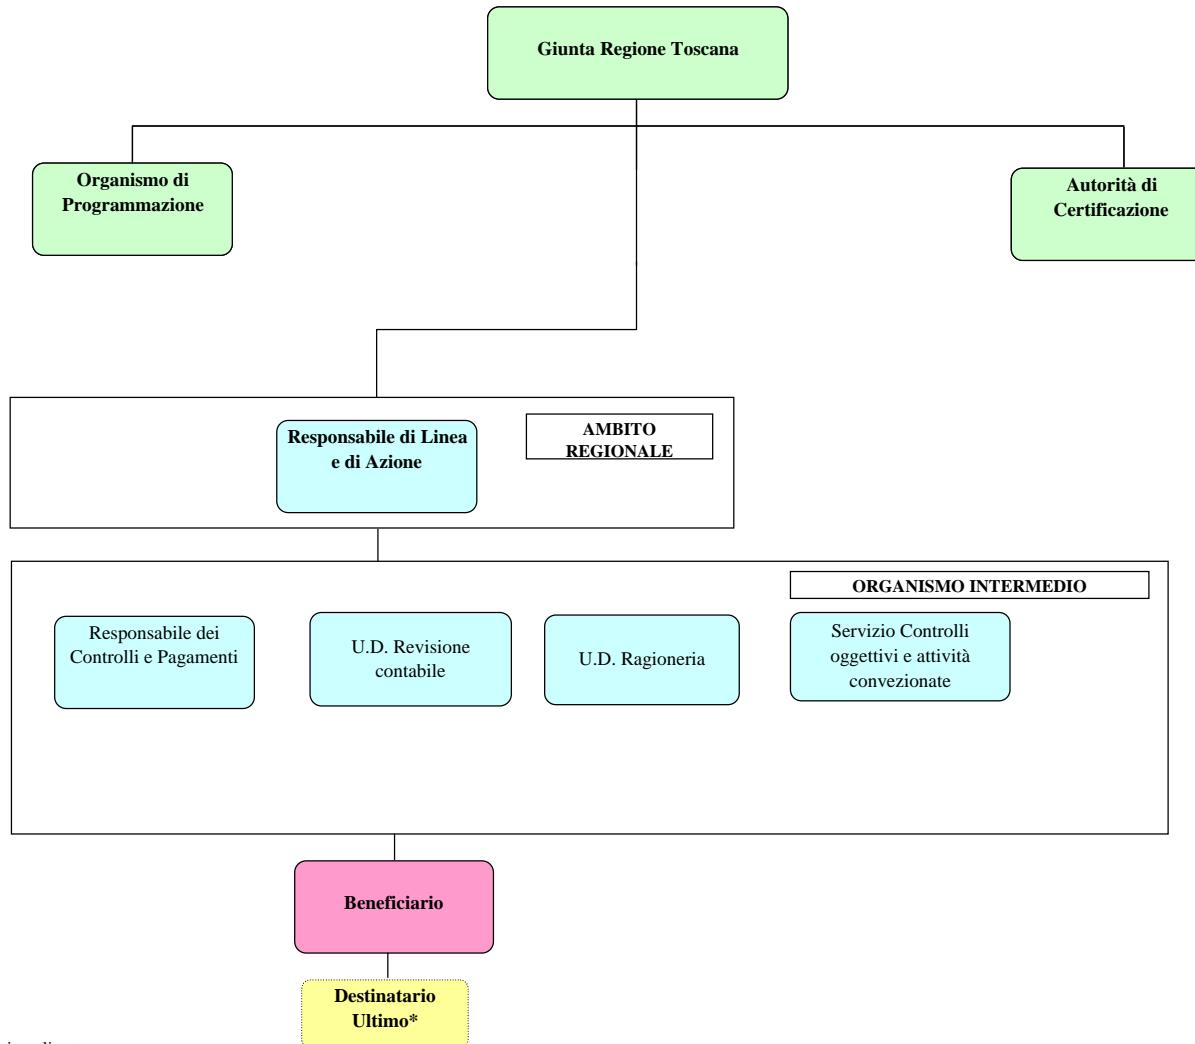 Giunta Regione Toscana
Organismo di
Programmazione
Autorità di
Certificazione
Responsabile di Linea
e di Azione
AMBITO
REGIONALE
ORGANISMO INTERMEDIO
Responsabile dei
Controlli e Pagamenti
U.D. Revisione
contabile
U.D. Ragioneria
Servizio Controlli
oggettivi e attività
convezionate
Beneficiario
Destinatario
Ultimo*